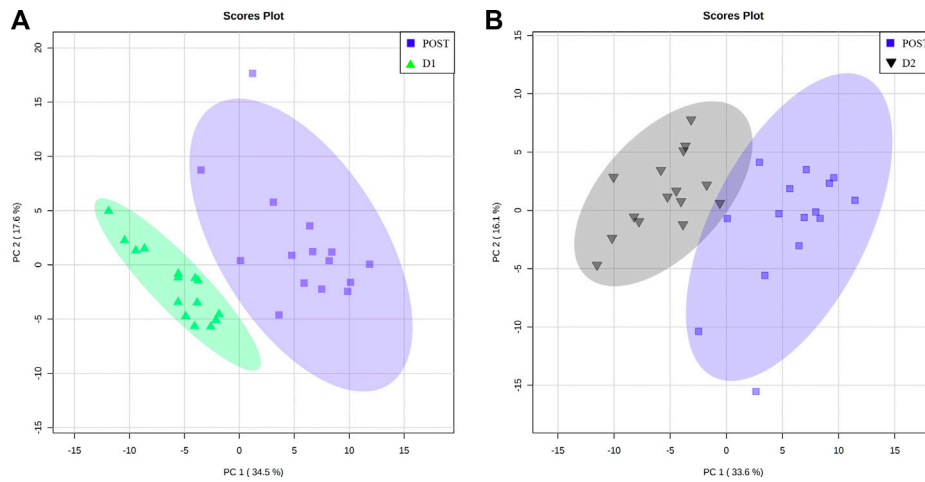 A
Scores Plot
POST
D1
PC 2 ( 17.6 %)
20
15
10
5
0
-5
-10
-15
-15 -10 -5 0 5 10 15
PC 1 ( 34.5 %)
B
Scores Plot
POST
D2
PC 2 ( 16.1 %)
15
10
5
0
-5
-10
-15
-15 -10 -5 0 5 10 15
PC 1 ( 33.6 %)